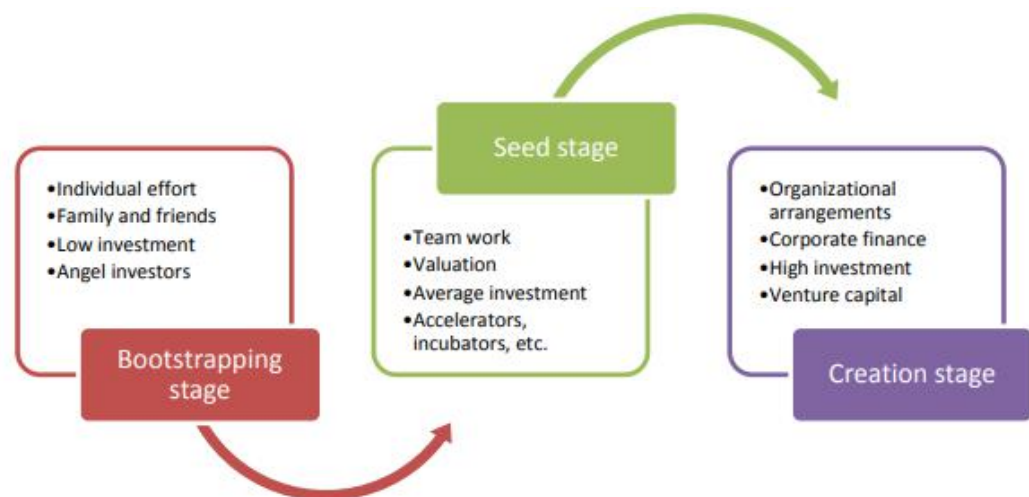 •Individual effort
•Family and friends
•Low investment
•Angel investors
Bootstrapping
stage
Seed stage
•Team work
•Valuation
•Average investment
•Accelerators,
incubators, etc.
•Organizational
arrangements
•Corporate finance
•High investment
•Venture capital
Creation stage